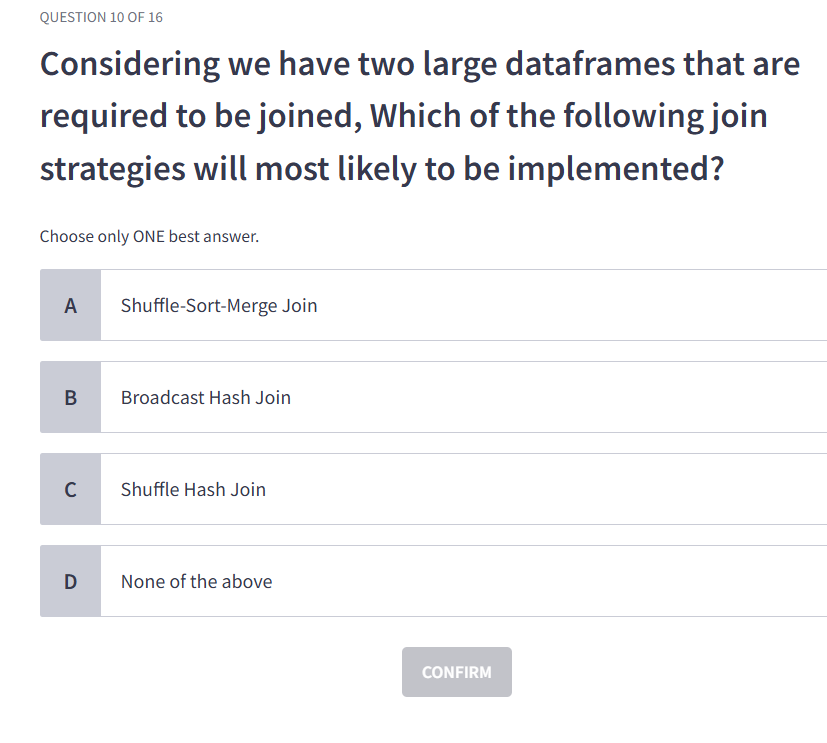 QUESTION 10 OF 16
Considering we have two large dataframes that are
required to be joined, Which of the following join
strategies will most likely to be implemented?
Choose only ONE best answer.
A Shuffle-Sort-Merge Join
B Broadcast Hash Join
C Shuffle Hash Join
D None of the above
CONFIRM